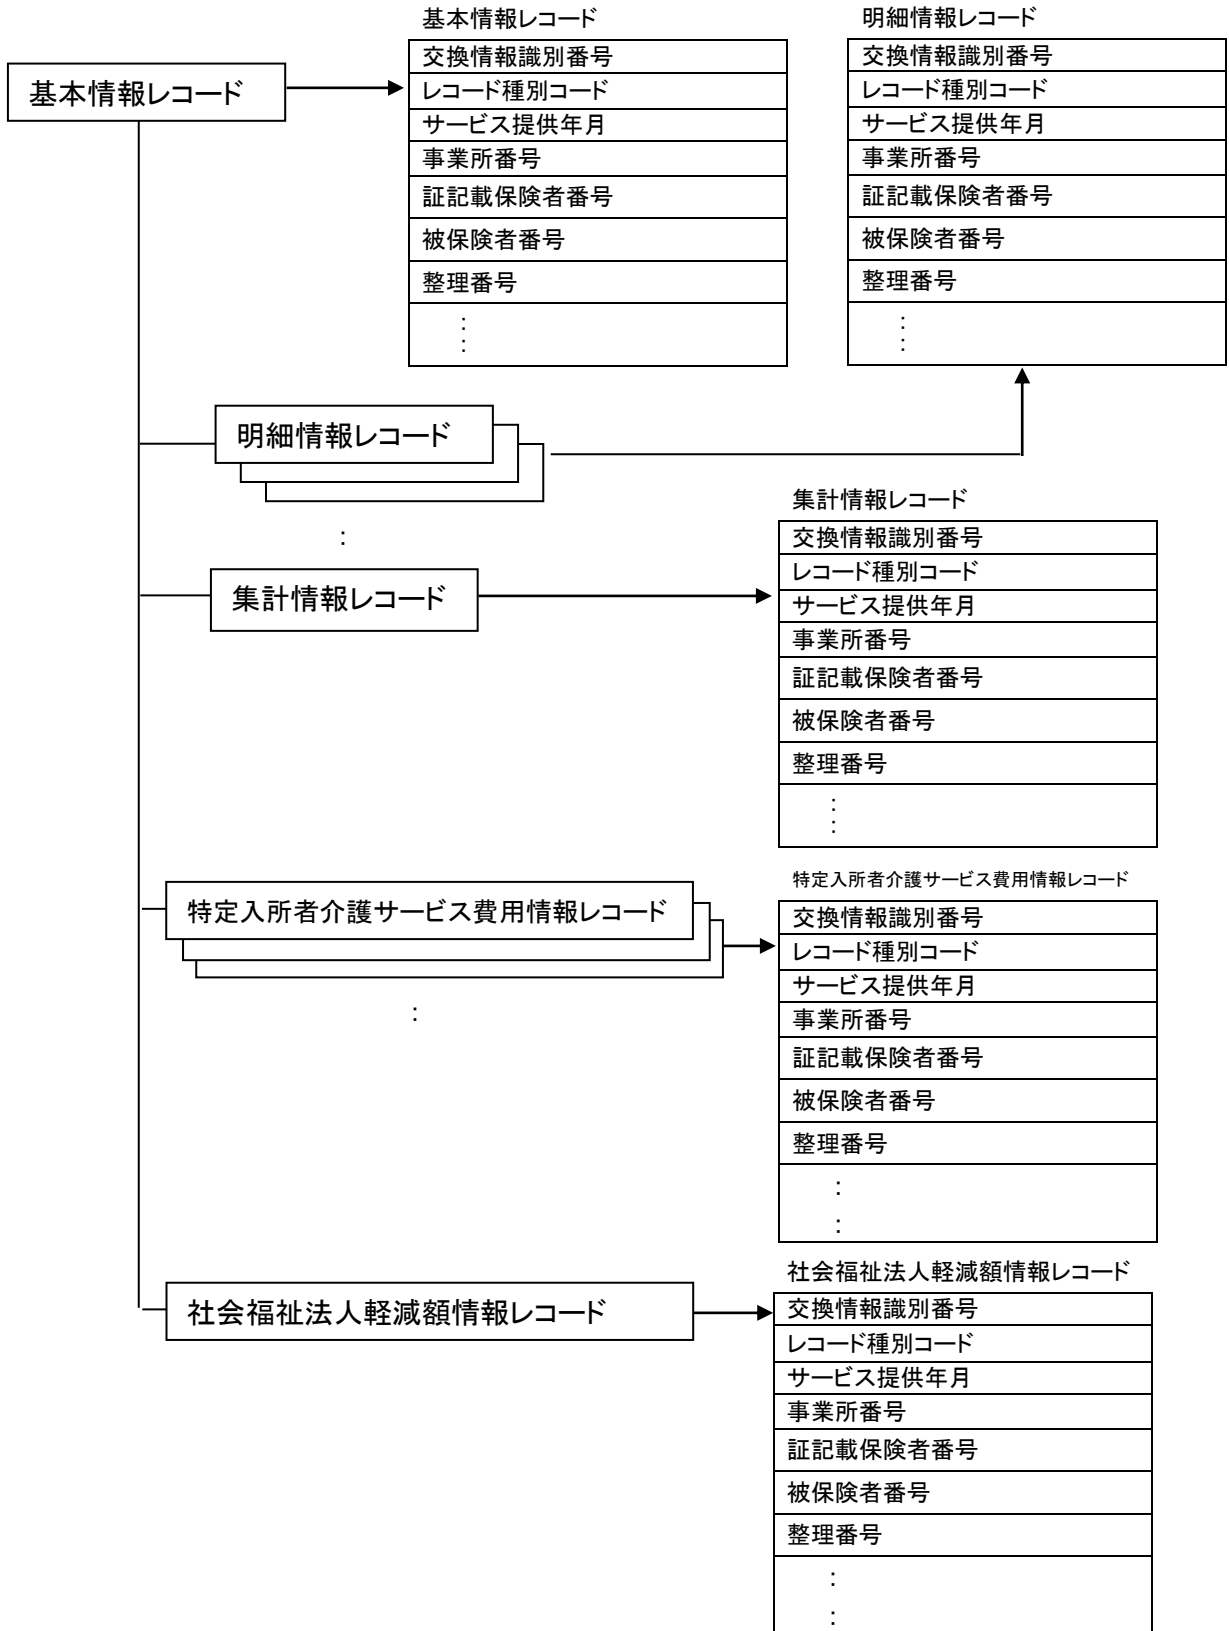 基本情報レコード
基本情報レコード
交換情報識別番号
レコード種別コード
サービス提供年月
事業所番号
証記載保険者番号
被保険者番号
整理番号
:
:
明細情報レコード
交換情報識別番号
レコード種別コード
サービス提供年月
事業所番号
証記載保険者番号
被保険者番号
整理番号
:
:
明細情報レコード
:
集計情報レコード
集計情報レコード
交換情報識別番号
レコード種別コード
サービス提供年月
事業所番号
証記載保険者番号
被保険者番号
整理番号
:
:
特定入所者介護サービス費用情報レコード
:
特定入所者介護サービス費用情報レコード
交換情報識別番号
レコード種別コード
サービス提供年月
事業所番号
証記載保険者番号
被保険者番号
整理番号
:
:
社会福祉法人軽減額情報レコード
社会福祉法人軽減額情報レコード
交換情報識別番号
レコード種別コード
サービス提供年月
事業所番号
証記載保険者番号
被保険者番号
整理番号
:
: